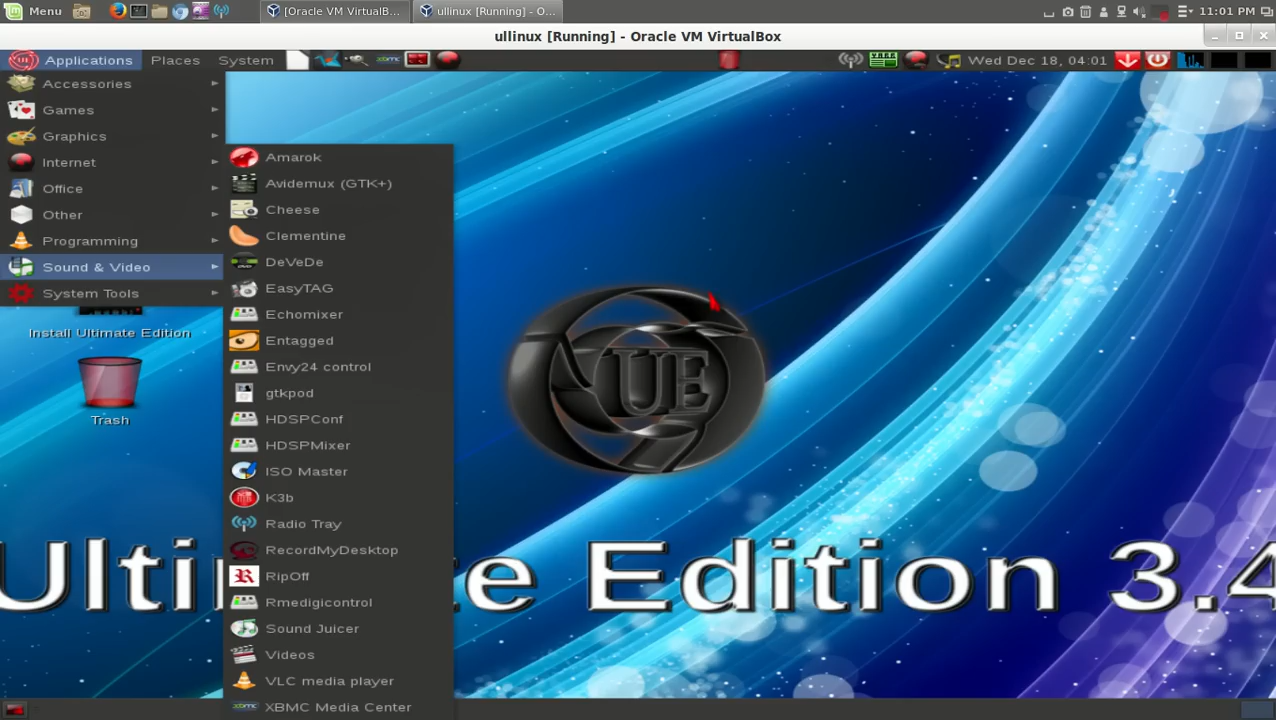 Menu
[Oracle VM VirtualB...
ullinux [Running] - O...
11:01 PM
ullinux [Running] - Oracle VM VirtualBox
Applications
Places
System
xbmc
Wed Dec 18, 04:01
Accessories
Games
Graphics
Internet
Office
Other
Programming
Sound & Video
System Tools
Amarok
Avidemux (GTK+)
Cheese
Clementine
DeVeDe
EasyTAG
Echomixer
Entagged
Envy24 control
gtkpod
HDSPConf
HDSPMixer
ISO Master
K3b
Radio Tray
RecordMyDesktop
RipOff
Rmedigicontrol
Sound Juicer
Videos
VLC media player
xbmc XBMC Media Center
Install Ultimate Edition
Trash
UE
Ulti e Edition 3.4